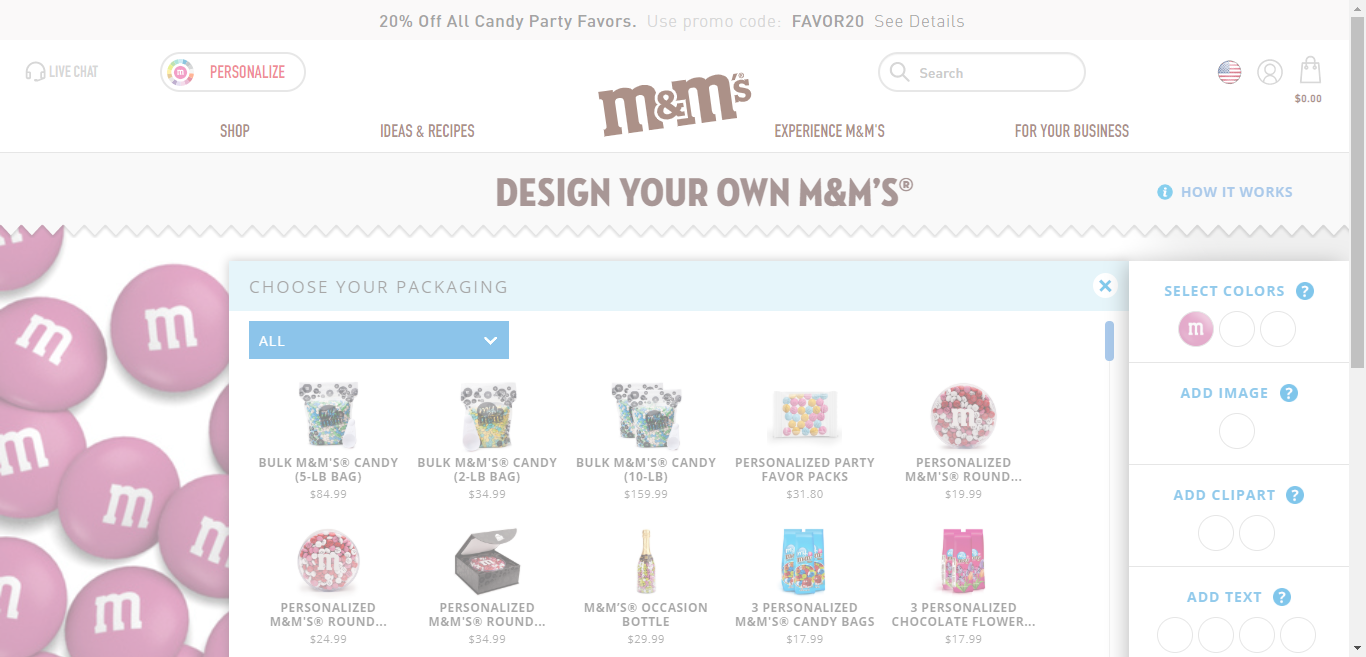 20% Off All Candy Party Favors. Use promo code: FAVOR20 See Details
LIVE CHAT
PERSONALIZE
m&m's®
Search
$0.00
SHOP
IDEAS & RECIPES
EXPERIENCE M&M'S
FOR YOUR BUSINESS
DESIGN YOUR OWN M&M'S®
HOW IT WORKS
CHOOSE YOUR PACKAGING
ALL
BULK M&M'S® CANDY
(5-LB BAG)
$84.99
BULK M&M'S® CANDY
(2-LB BAG)
$34.99
BULK M&M'S® CANDY
(10-LB)
$159.99
PERSONALIZED PARTY
FAVOR PACKS
$31.80
PERSONALIZED
M&M'S® ROUND...
$19.99
PERSONALIZED
M&M'S® ROUND...
$24.99
PERSONALIZED
M&M'S® ROUND...
$34.99
M&M'S® OCCASION
BOTTLE
$29.99
3 PERSONALIZED
M&M'S® CANDY BAGS
$17.99
3 PERSONALIZED
CHOCOLATE FLOWER...
$17.99
SELECT COLORS ?
m
ADD IMAGE ?
ADD CLIPART ?
ADD TEXT ?
m
m
m
m
m
m
m
m